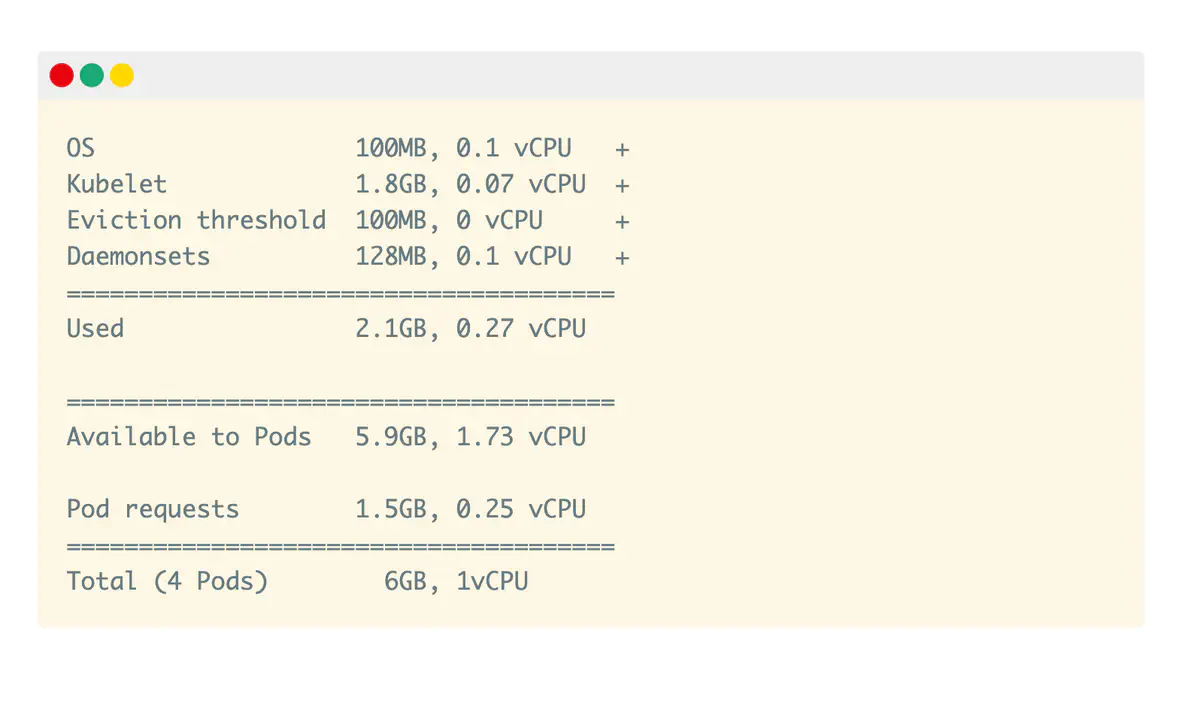 OS                  100MB, 0.1 vCPU   +
Kubelet             1.8GB, 0.07 vCPU  +
Eviction threshold  100MB, 0 vCPU     +
Daemonsets          128MB, 0.1 vCPU   +
======================================
Used                2.1GB, 0.27 vCPU
======================================
Available to Pods   5.9GB, 1.73 vCPU
Pod requests        1.5GB, 0.25 vCPU
======================================
Total (4 Pods)        6GB, 1vCPU